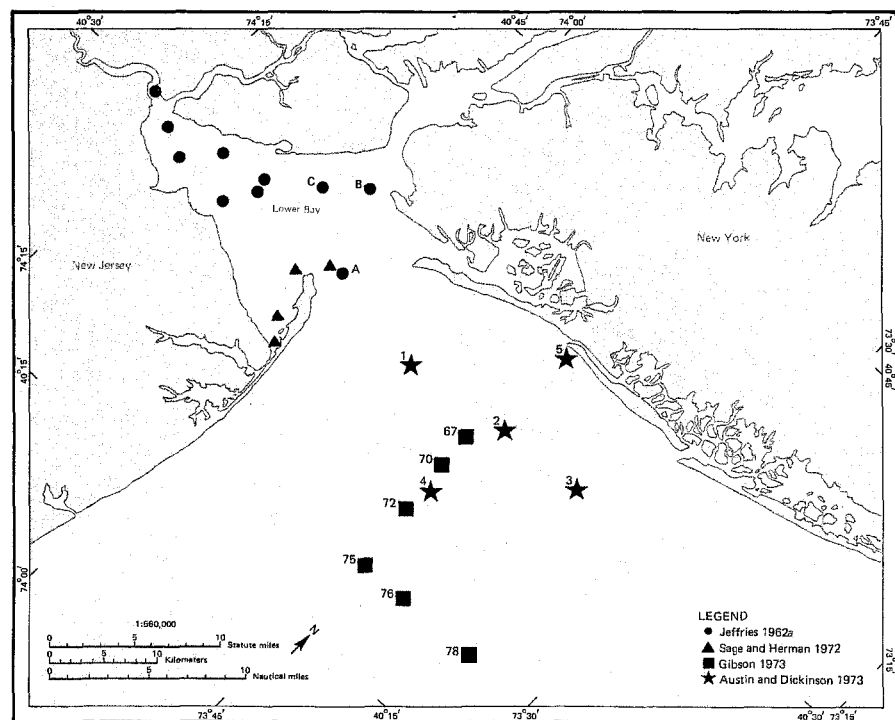 40°30'
74°15'
40°45'
74°00'
73°45'
C
B
Lower Bay
New Jersey
New York
74°15'
A
1
5
73°30'
40°45'
40°15'
2
67
70
4
3
72
74°00'
75
76
78
1:560,000
0 5 10
Statute miles
0 5 10
Kilometers
0 5 10
Nautical miles
N
LEGEND
Jeffries 1962a
Sage and Herman 1972
Gibson 1973
Austin and Dickinson 1973
73°15'
73°45'
40°15'
73°30'
40°30'
73°15'